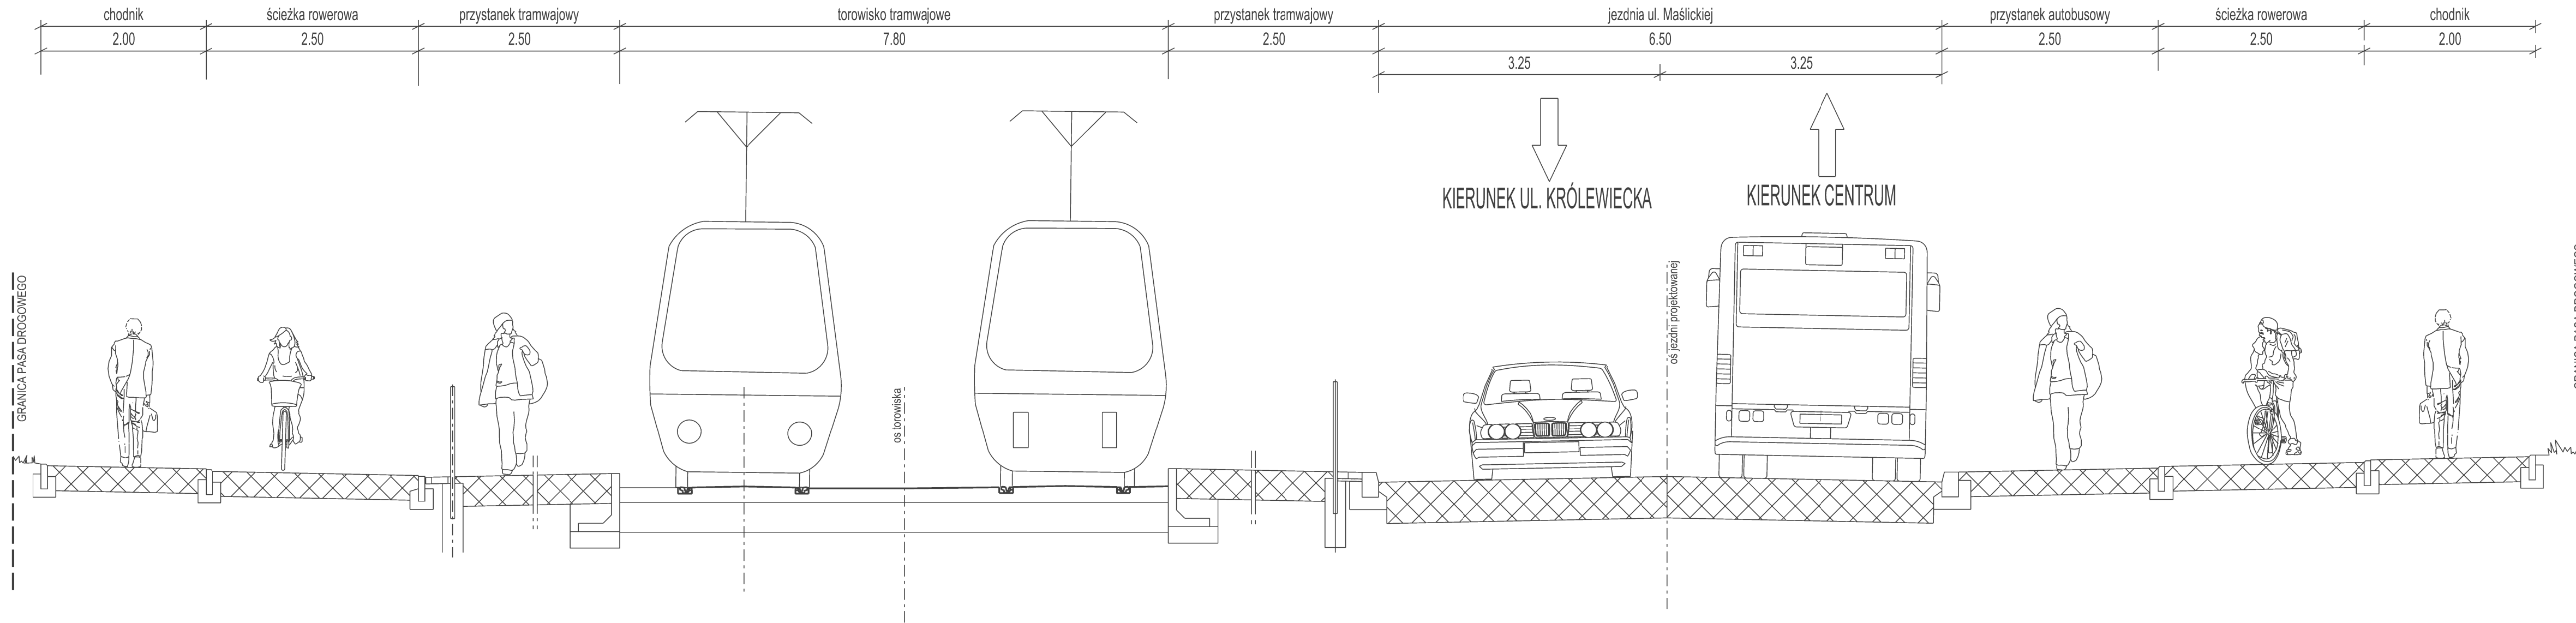 chodnik
ścieżka rowerowa
przystanek tramwajowy
torowisko tramwajowe
przystanek tramwajowy
jezdnia ul. Maślickiej
przystanek autobusowy
ścieżka rowerowa
chodnik
2.00
2.50
2.50
7.80
2.50
6.50
2.50
2.50
2.00
3.25
3.25
KIERUNEK UL. KRÓLEWIECKA
KIERUNEK CENTRUM
GRANICA PASA DROGOWEGO
oś torowiska
oś jezdni projektowanej